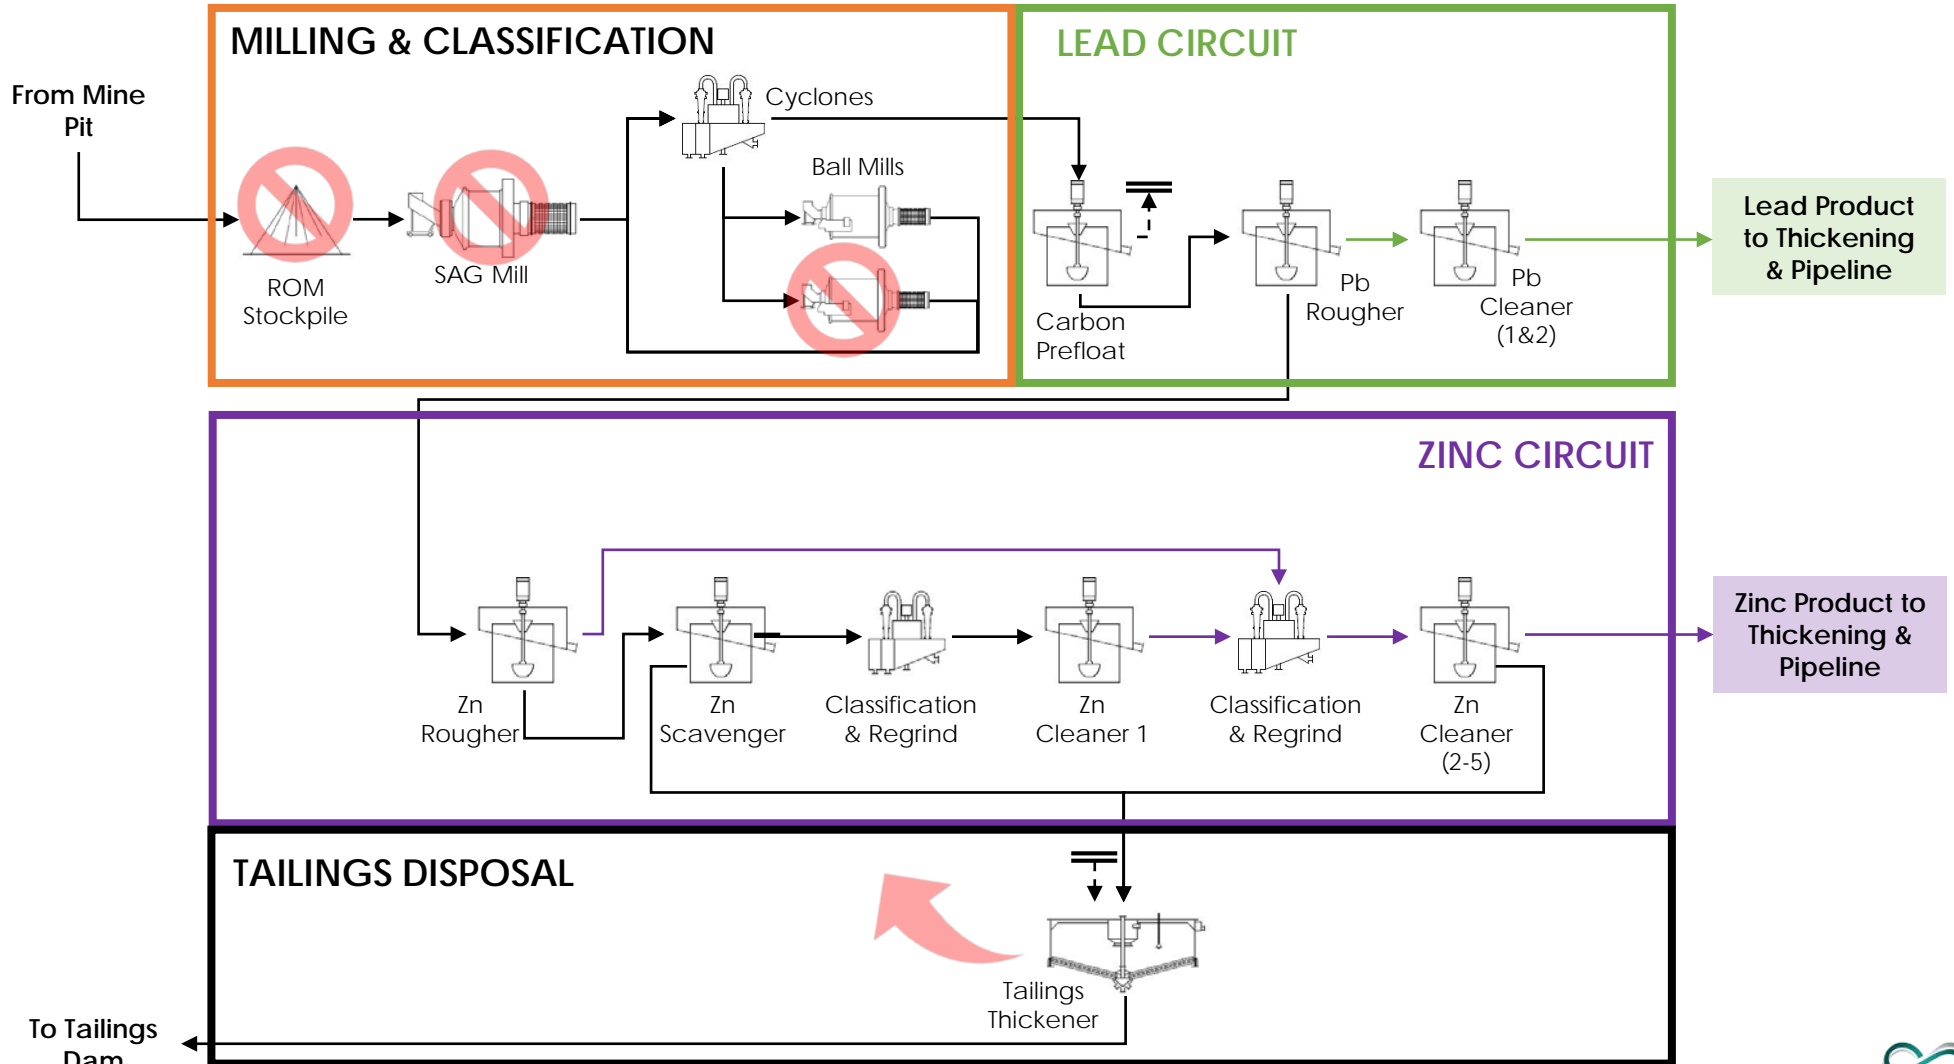 MILLING & CLASSIFICATION
LEAD CIRCUIT
From Mine
Pit
Cyclones
Ball Mills
SAG Mill
ROM
Stockpile
Carbon
Prefloat
Pb
Rougher
Pb
Cleaner
(1&2)
Lead Product
to Thickening
& Pipeline
ZINC CIRCUIT
Zn
Rougher
Zn
Scavenger
Classification
& Regrind
Zn
Cleaner 1
Classification
& Regrind
Zn
Cleaner
(2-5)
Zinc Product to
Thickening &
Pipeline
TAILINGS DISPOSAL
Tailings
Thickener
To Tailings
Dam